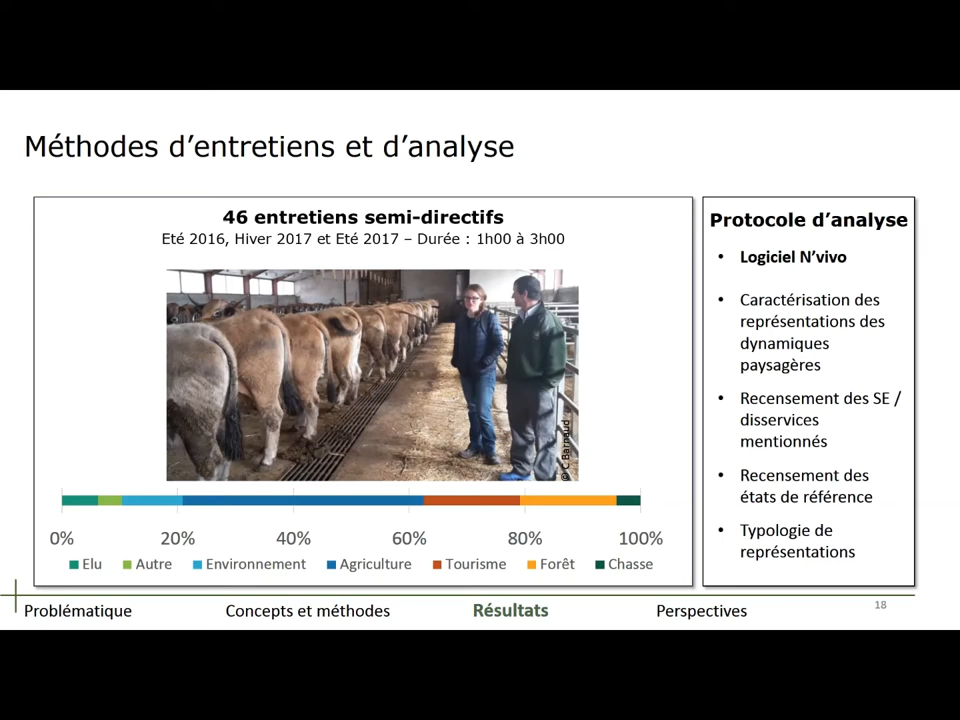 Méthodes d’entretiens et d’analyse
46 entretiens semi-directifs
Eté 2016, Hiver 2017 et Eté 2017 – Durée : 1h00 à 3h00
© C Barnaud
0% 20% 40% 60% 80% 100%
Elu Autre Environnement Agriculture Tourisme Forêt Chasse
Protocole d’analyse
• Logiciel N’vivo
• Caractérisation des
représentations des
dynamiques
paysagères
• Recensement des SE /
disservices
mentionnés
• Recensement des
états de référence
• Typologie de
représentations
Problématique Concepts et méthodes Résultats Perspectives 18